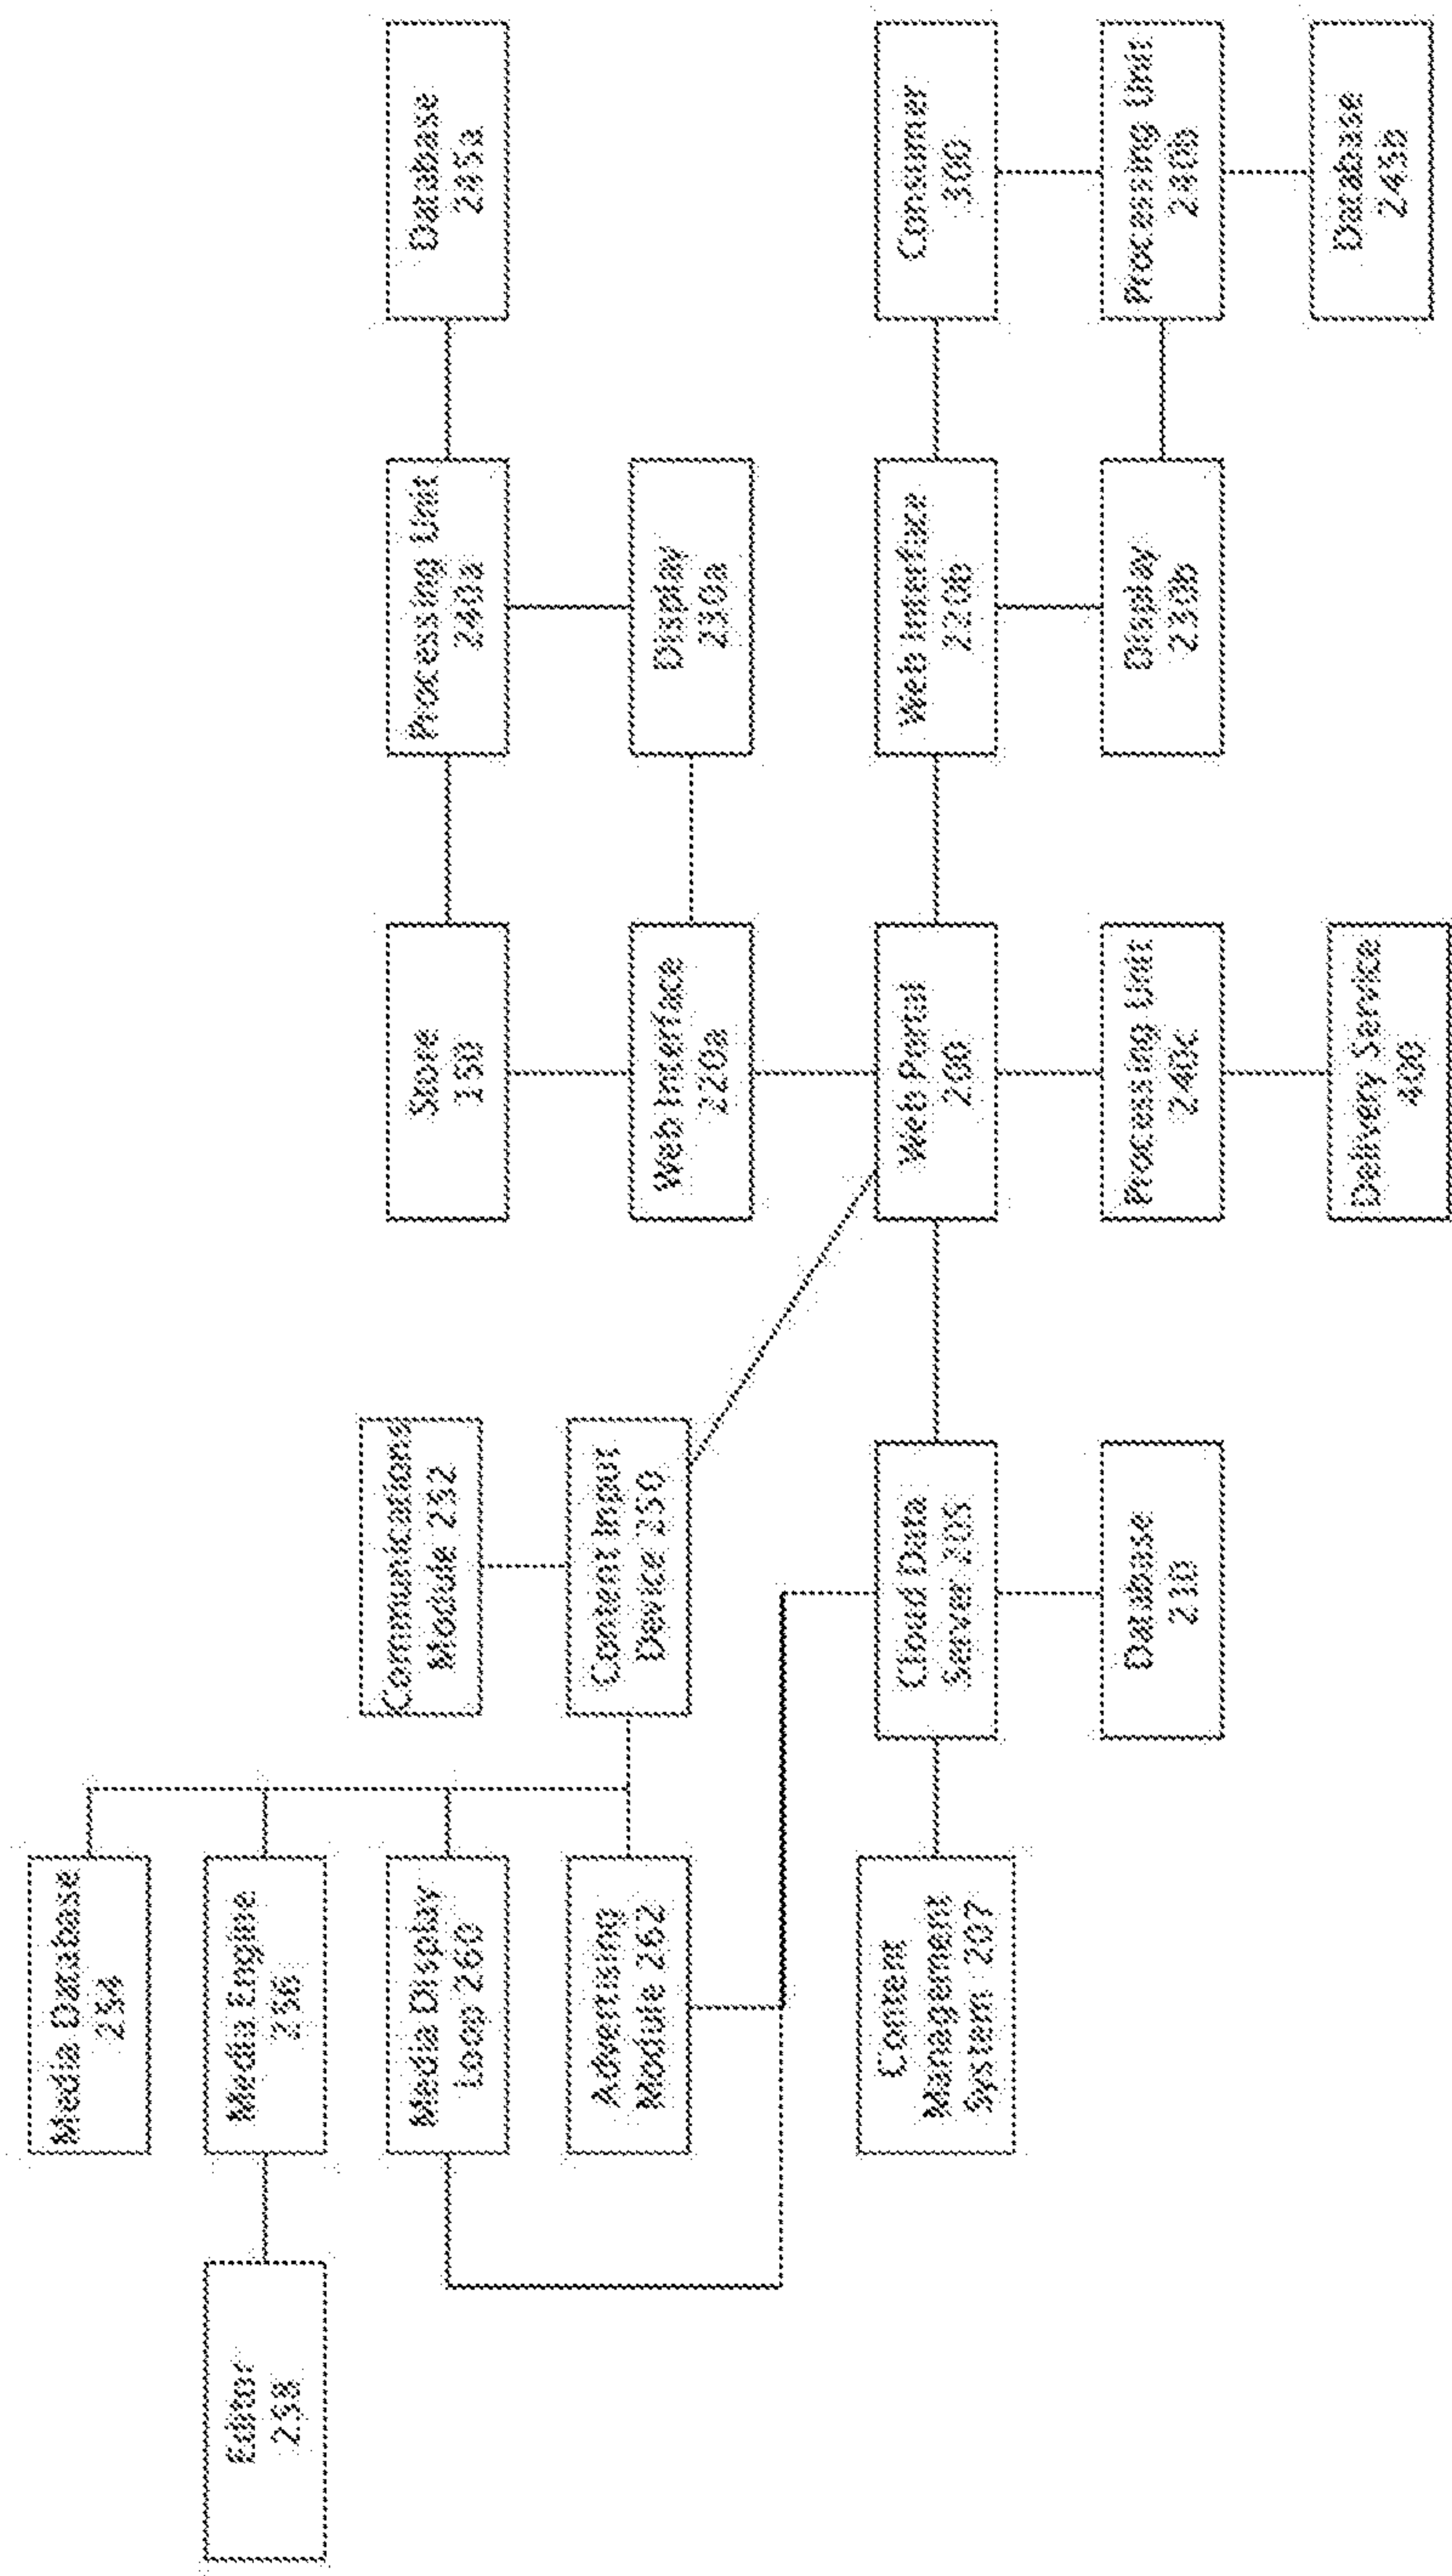 Media Database
254
Editor
258
Media Engine
256
Media Display
Loop 260
Communications
Module 252
Store
150
Processing Unit
240a
Database
245a
Advertising
Module 262
Content Input
Device 250
Web Interface
220a
Display
230a
Content
Management
System 207
Cloud Data
Server 205
Web Portal
200
Web Interface
220b
Consumer
300
Database
210
Processing Unit
240c
Display
230b
Processing Unit
240b
Delivery Service
400
Database
245b